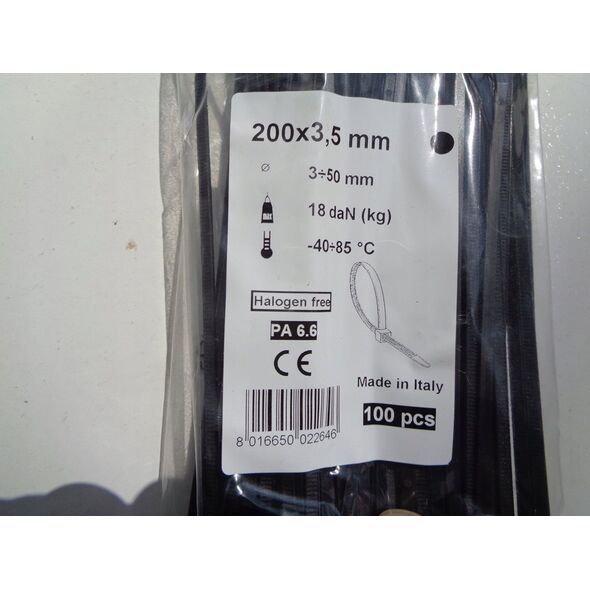 200x3,5 mm
⌀ 3÷50 mm
MAX 18 daN (kg)
-40÷85 °C
Halogen free
PA 6.6
CE
Made in Italy
100 pcs
8 016650 022646